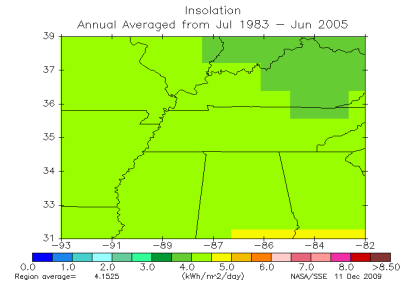 Insolation
Annual Averaged from Jul 1983 – Jun 2005
39
37
36
34
33
31
−93 −91 −89 −87 −86 −84 −82
0.0 1.0 2.0 3.0 4.0 5.0 6.0 7.0 8.0 >8.50
Region average= 4.1525 (kWh/m^2/day) NASA/SSE 11 Dec 2009